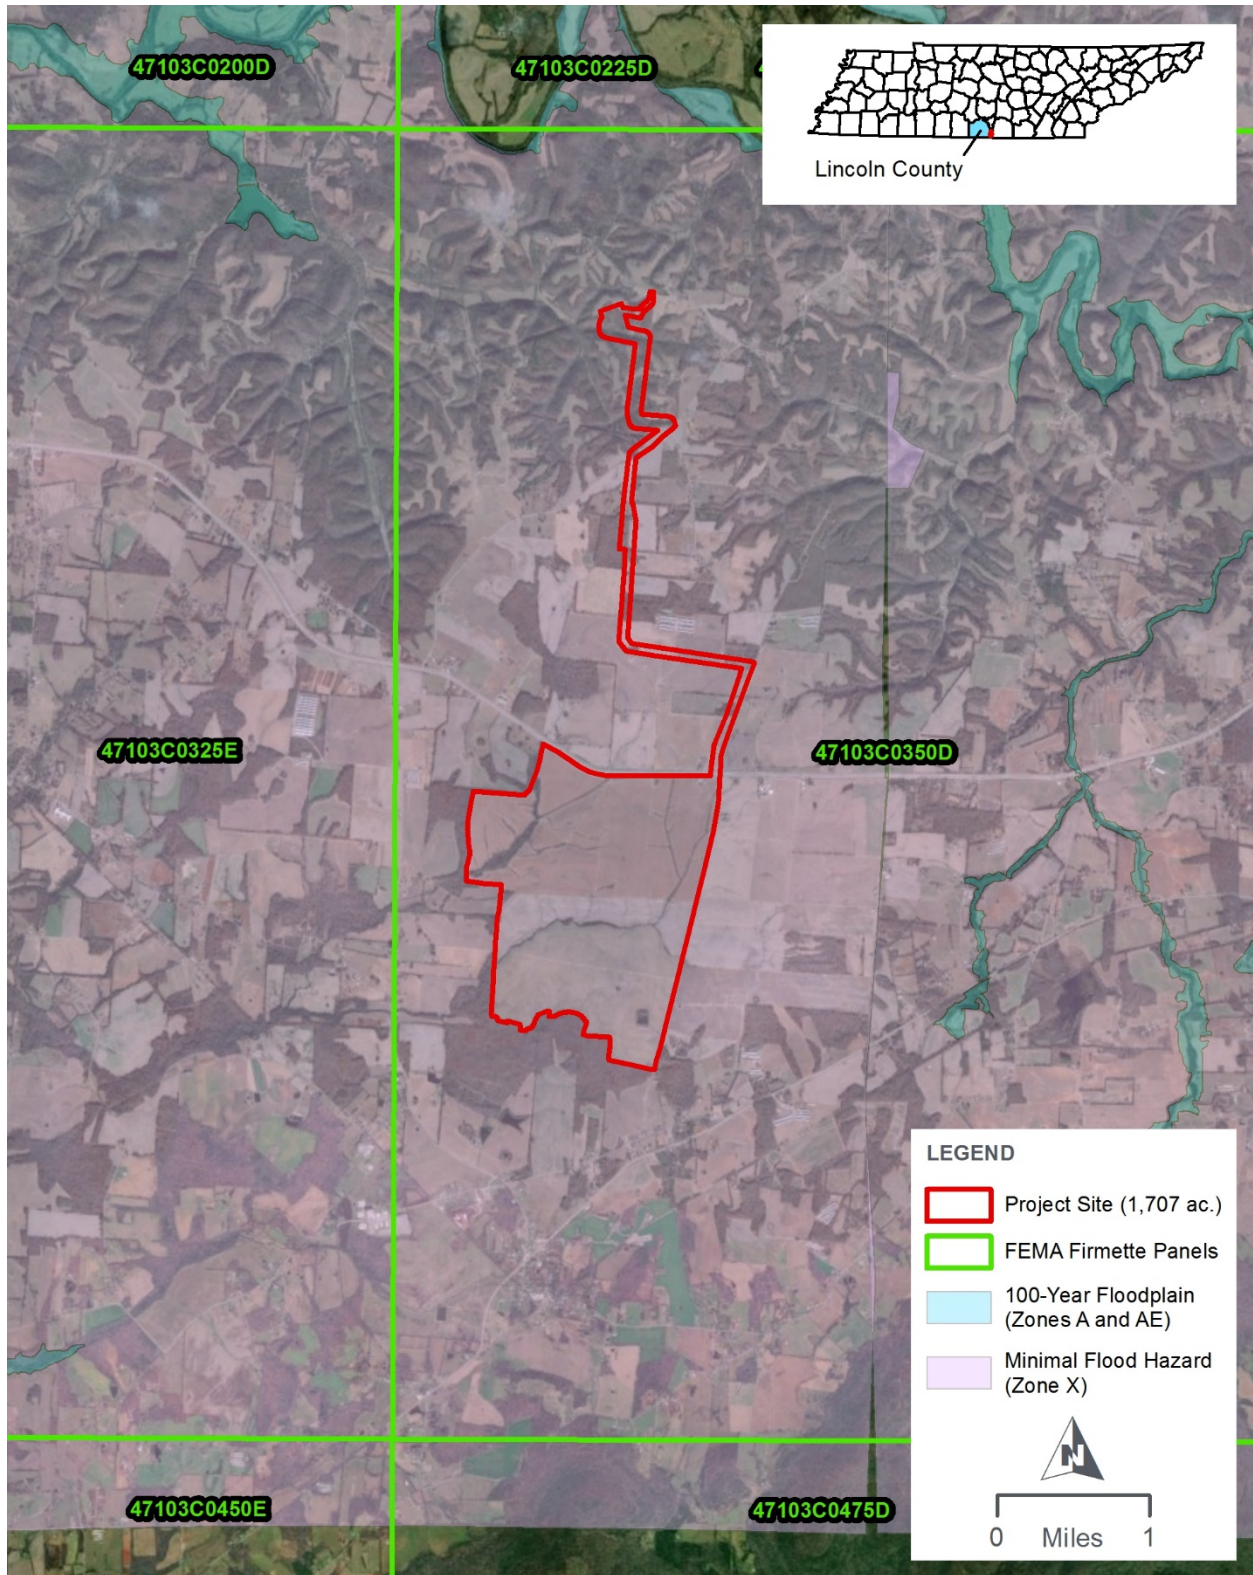 47103C0200D
47103C0225D
Lincoln County
47103C0325E
47103C0350D
LEGEND
Project Site (1,707 ac.)
FEMA Firmette Panels
100-Year Floodplain
(Zones A and AE)
Minimal Flood Hazard
(Zone X)
N
0 Miles 1
47103C0450E
47103C0475D